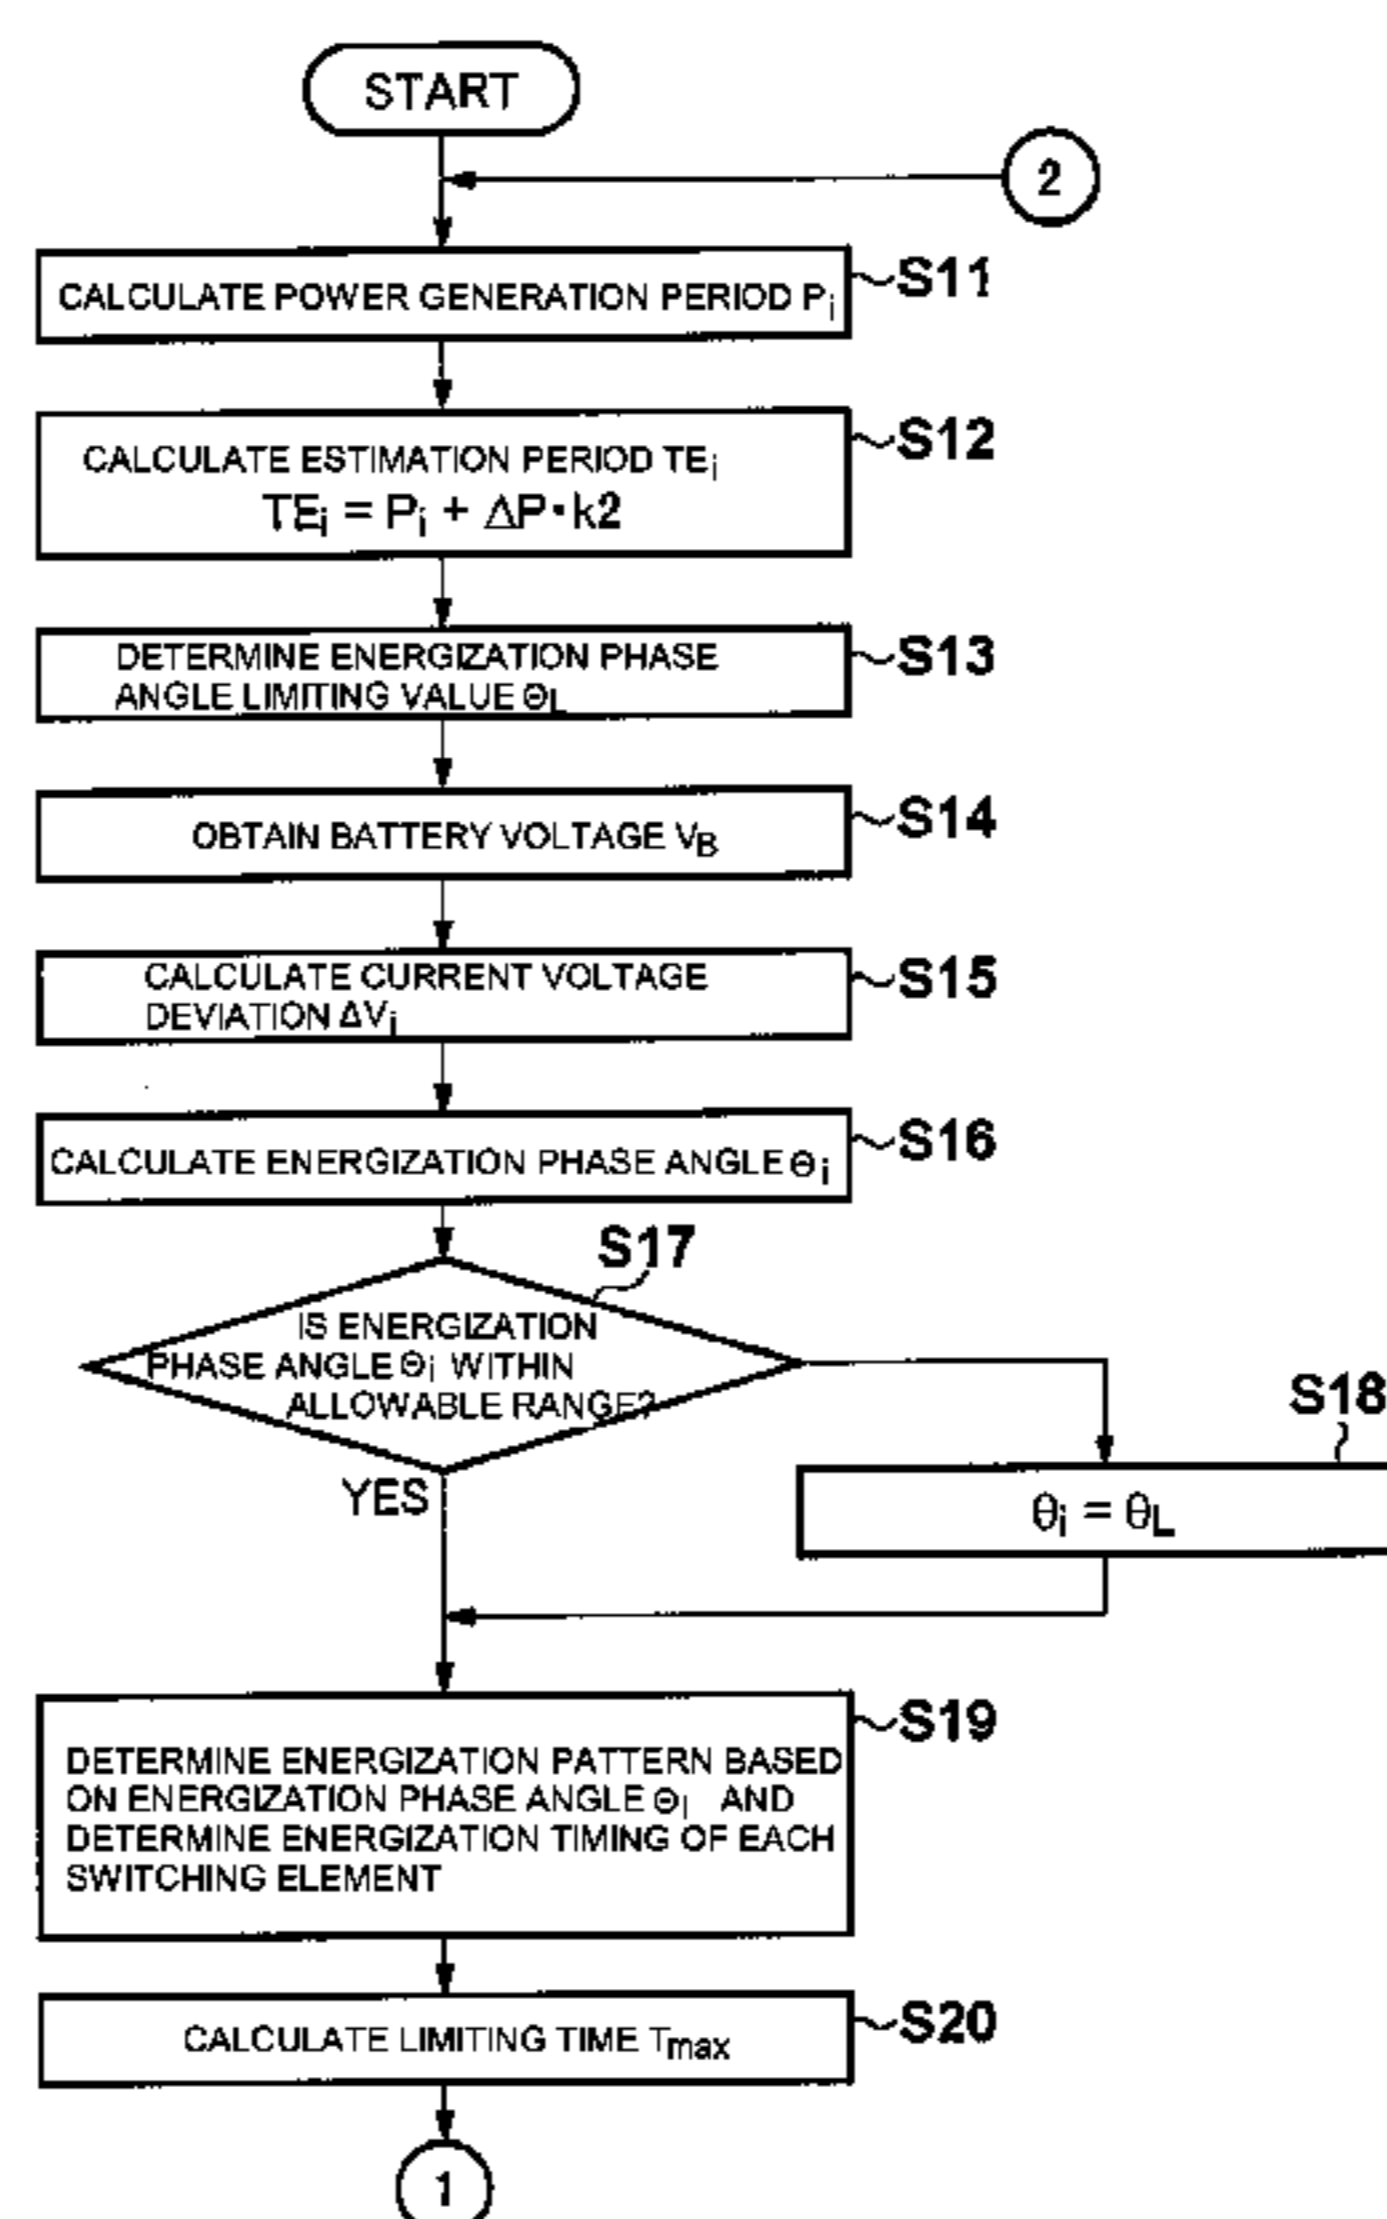 START
2
CALCULATE POWER GENERATION PERIOD Pi
S11
CALCULATE ESTIMATION PERIOD TEi
TEi = Pi + ΔP·k2
S12
DETERMINE ENERGIZATION PHASE
ANGLE LIMITING VALUE ΘL
S13
OBTAIN BATTERY VOLTAGE VB
S14
CALCULATE CURRENT VOLTAGE
DEVIATION ΔVi
S15
CALCULATE ENERGIZATION PHASE ANGLE Θi
S16
S17
IS ENERGIZATION
PHASE ANGLE Θi WITHIN
ALLOWABLE RANGE?
YES
S18
θi = θL
DETERMINE ENERGIZATION PATTERN BASED
ON ENERGIZATION PHASE ANGLE Θi AND
DETERMINE ENERGIZATION TIMING OF EACH
SWITCHING ELEMENT
S19
CALCULATE LIMITING TIME Tmax
S20
1